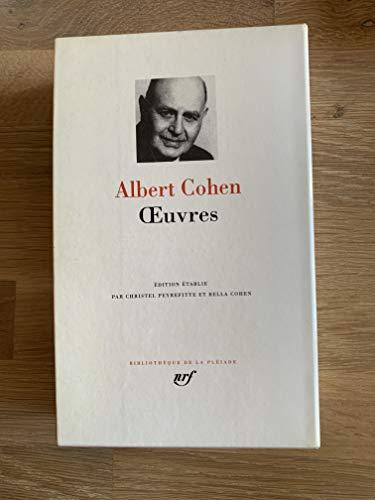 Albert Cohen
Œuvres
ÉDITION ÉTABLIE
PAR CHRISTEL PEYREFITTE ET BELLA COHEN
BIBLIOTHÈQUE DE LA PLÉIADE
nrf